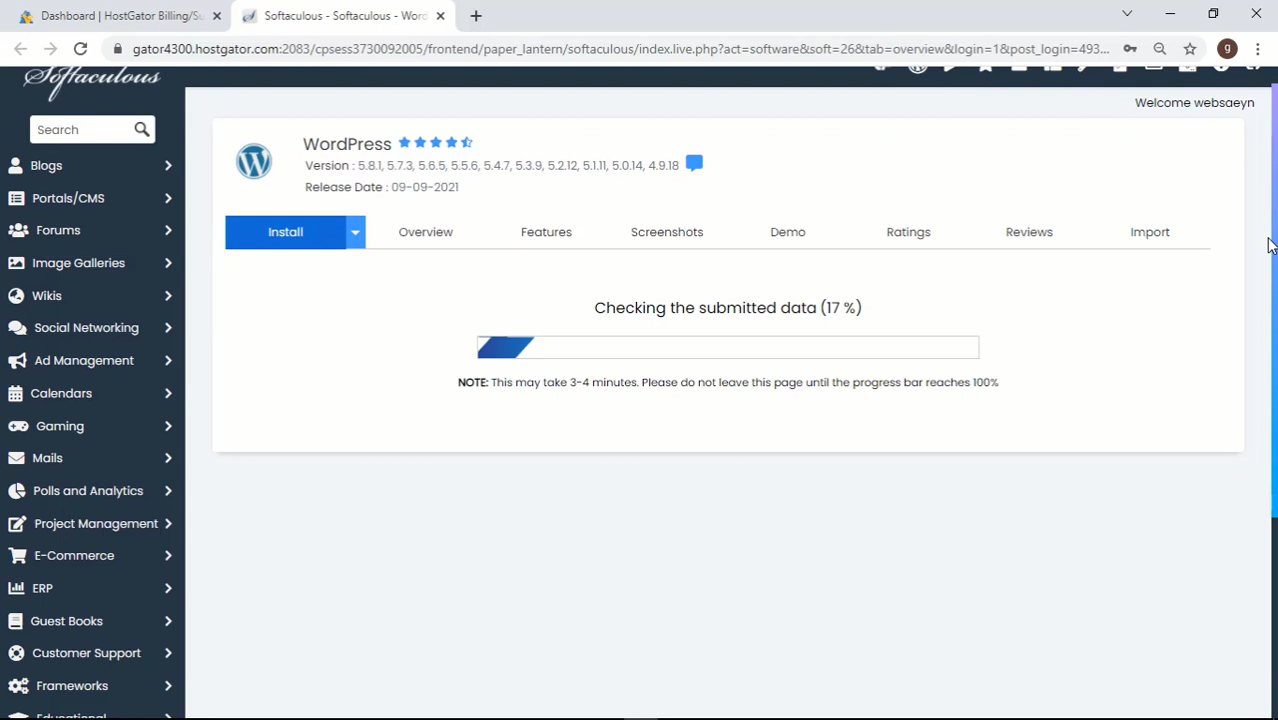 Dashboard | HostGator Billing/Su
Softaculous - Softaculous - Word
gator4300.hostgator.com:2083/cpsess3730092005/frontend/paper_lantern/softaculous/index.live.php?act=software&soft=26&tab=overview&login=1&post_login=493...
g
Softaculous
Welcome websaeyn
Search
Blogs
Portals/CMS
Forums
Image Galleries
Wikis
Social Networking
Ad Management
Calendars
Gaming
Mails
Polls and Analytics
Project Management
E-Commerce
ERP
Guest Books
Customer Support
Frameworks
Educational
WordPress
Version : 5.8.1, 5.7.3, 5.6.5, 5.5.6, 5.4.7, 5.3.9, 5.2.12, 5.1.11, 5.0.14, 4.9.18
Release Date : 09-09-2021
Install
Overview
Features
Screenshots
Demo
Ratings
Reviews
Import
Checking the submitted data (17 %)
NOTE: This may take 3-4 minutes. Please do not leave this page until the progress bar reaches 100%